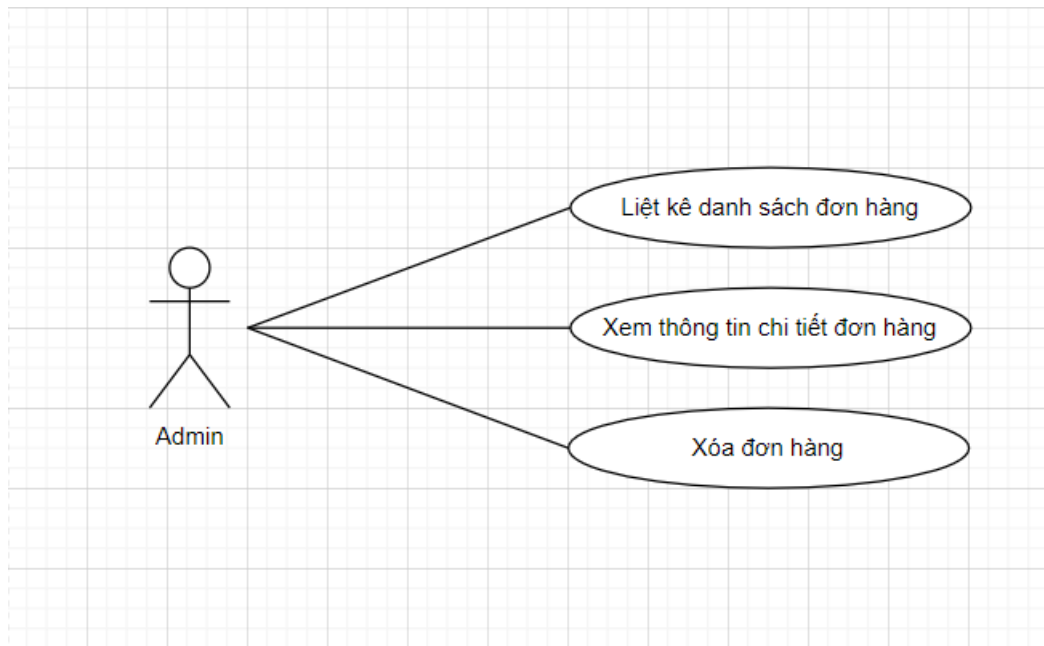 Liệt kê danh sách đơn hàng
Xem thông tin chi tiết đơn hàng
Admin
Xóa đơn hàng